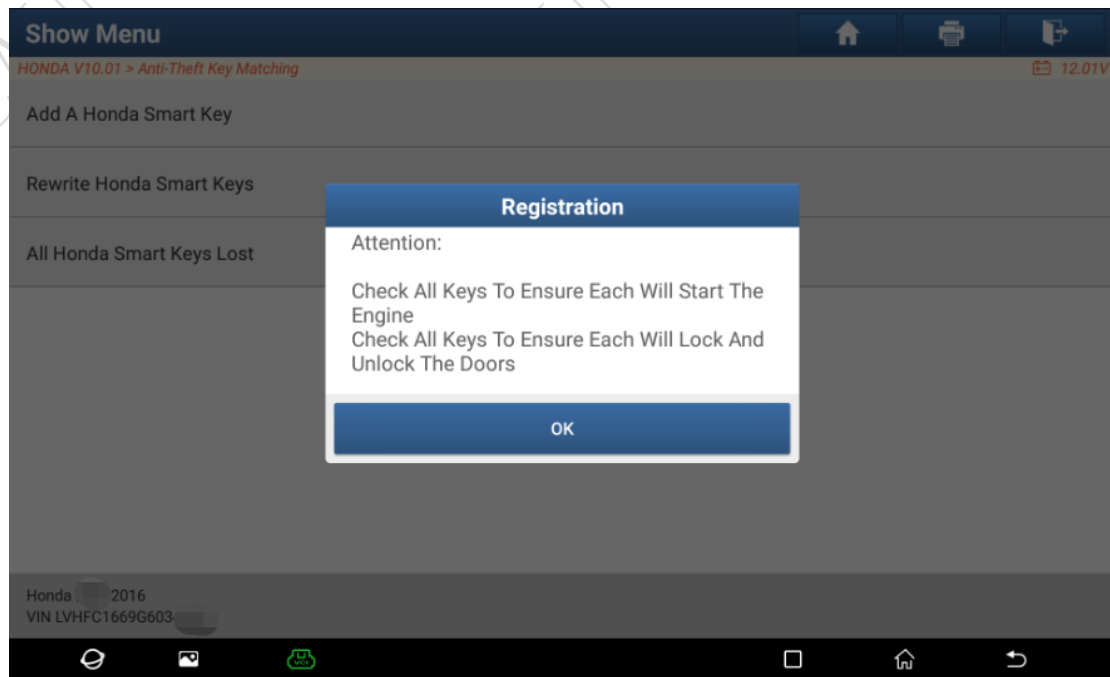 Show Menu
HONDA V10.01 > Anti-Theft Key Matching
12.01V
Add A Honda Smart Key
Rewrite Honda Smart Keys
All Honda Smart Keys Lost
Registration
Attention:
Check All Keys To Ensure Each Will Start The
Engine
Check All Keys To Ensure Each Will Lock And
Unlock The Doors
OK
Honda 2016
VIN LVHFC1669G603